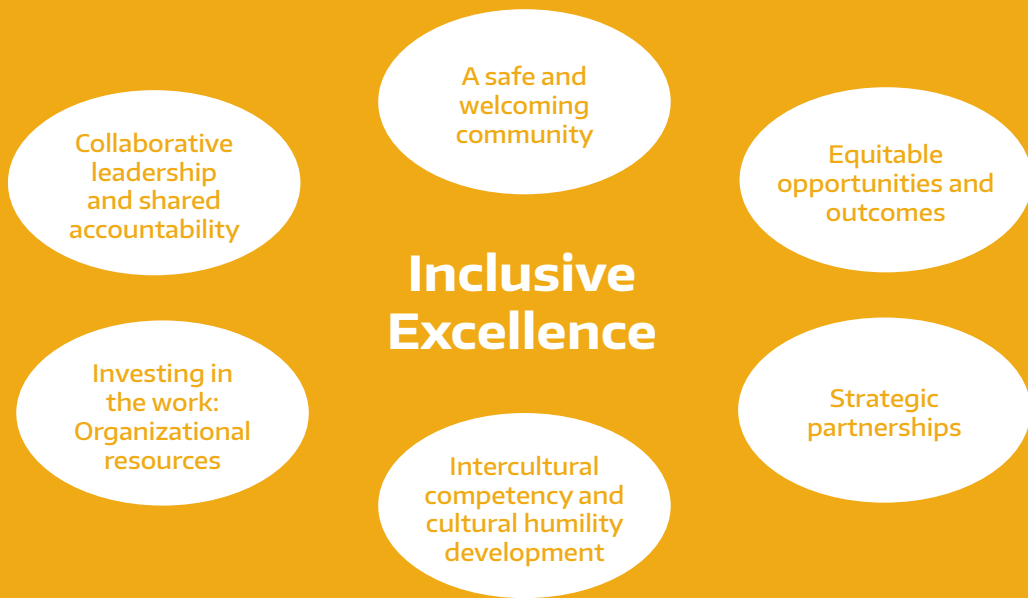 A safe and
welcoming
community
Collaborative
leadership
and shared
accountability
Equitable
opportunities and
outcomes
Inclusive
Excellence
Investing in
the work:
Organizational
resources
Strategic
partnerships
Intercultural
competency and
cultural humility
development